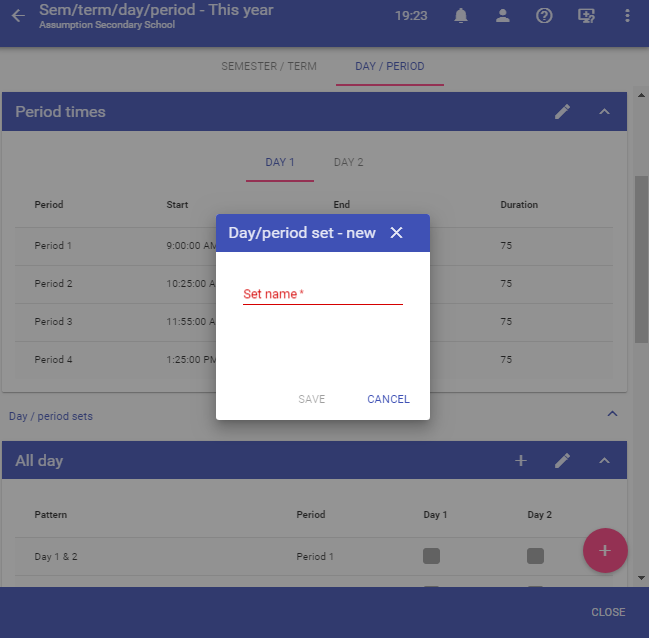 Sem/term/day/period - This year
Assumption Secondary School
19:23
SEMESTER / TERM DAY / PERIOD
Period times
DAY 1 DAY 2
Period Start End Duration
Period 1 9:00:00 AM 75
Period 2 10:25:00 A 75
Period 3 11:55:00 A 75
Period 4 1:25:00 PM 75
Day/period set - new
Set name *
SAVE CANCEL
Day / period sets
All day
Pattern Period Day 1 Day 2
Day 1 & 2 Period 1
CLOSE